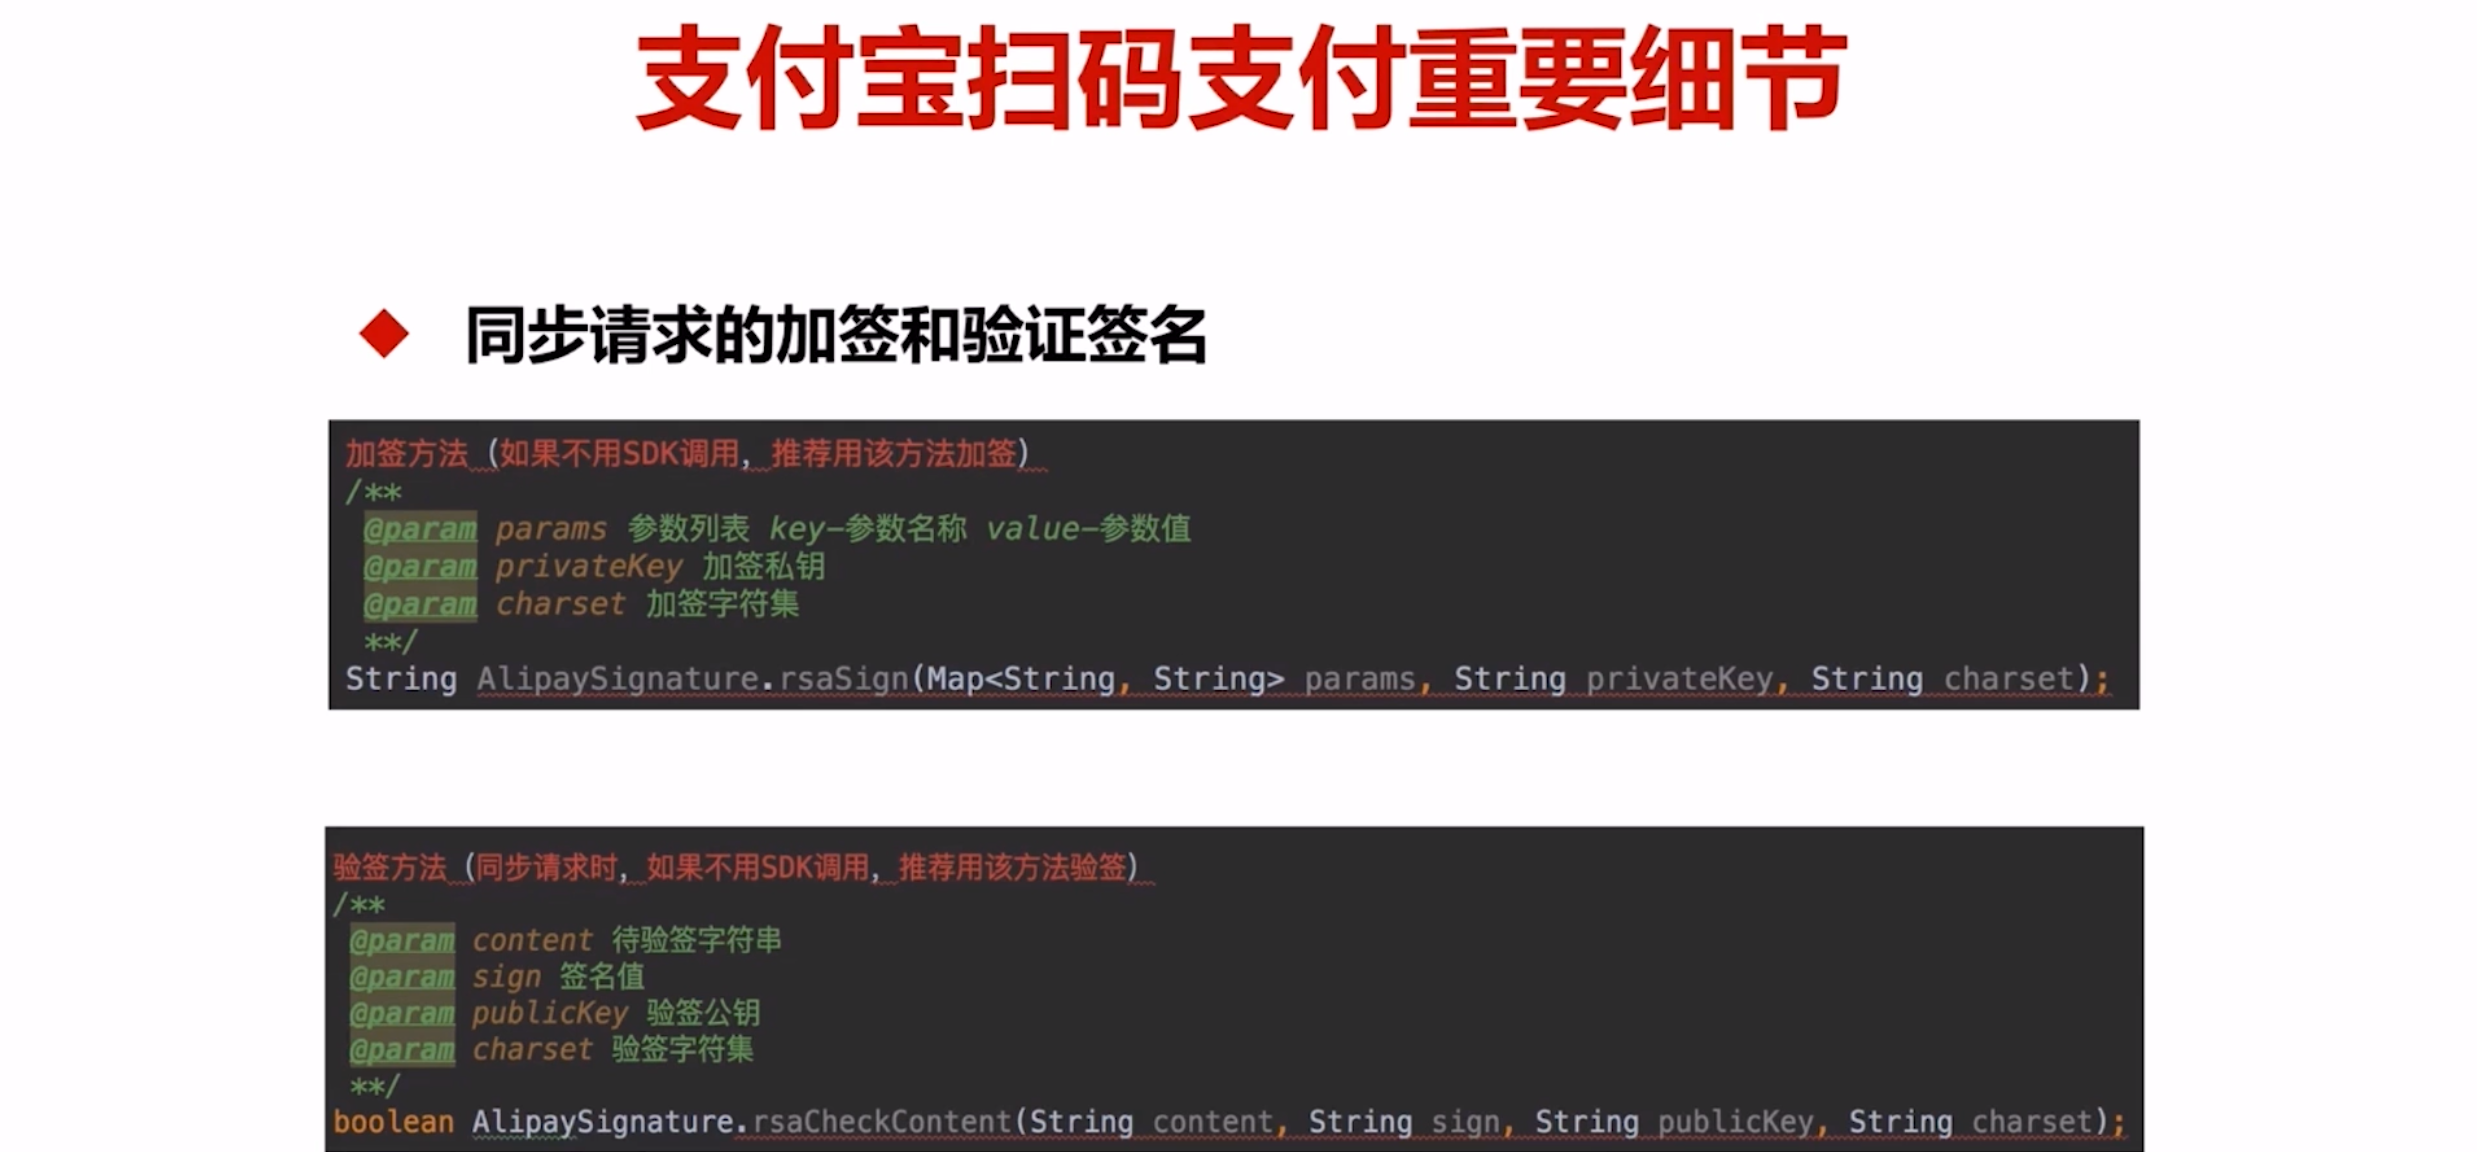 支付宝扫码支付重要细节
同步请求的加签和验证签名
加签方法（如果不用SDK调用，推荐用该方法加签）
/**
@param params 参数列表 key-参数名称 value-参数值
@param privateKey 加签私钥
@param charset 加签字符集
**/
String AlipaySignature.rsaSign(Map<String, String> params, String privateKey, String charset);
验签方法（同步请求时，如果不用SDK调用，推荐用该方法验签）
/**
@param content 待验签字符串
@param sign 签名值
@param publicKey 验签公钥
@param charset 验签字符集
**/
boolean AlipaySignature.rsaCheckContent(String content, String sign, String publicKey, String charset);